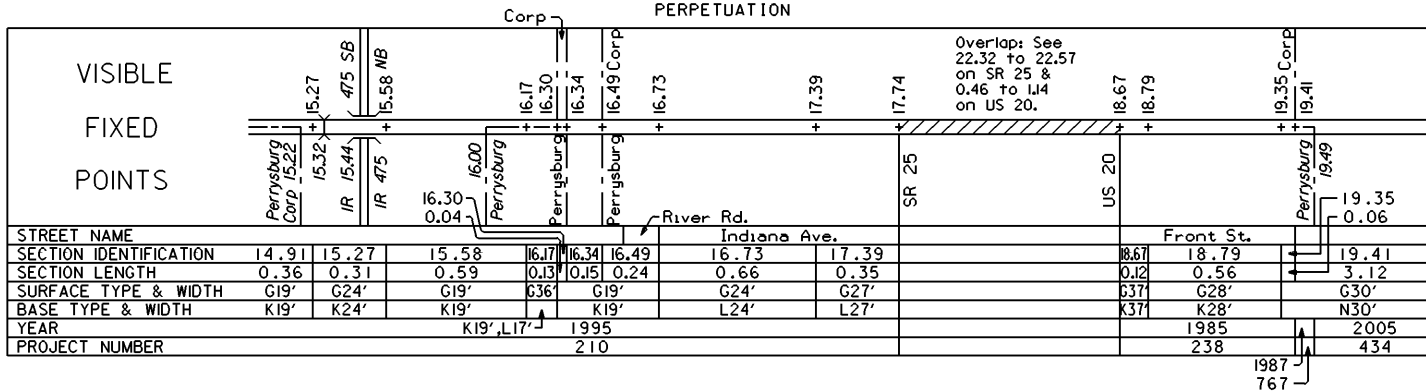 PERPETUATION
Corp
VISIBLE
FIXED
POINTS
15.27
475 SB
15.58 NB
16.17
16.30
16.34
16.49 Corp
16.73
17.39
17.74
Overlap: See
22.32 to 22.57
on SR 25 &
0.46 to 1.14
on US 20.
18.67
18.79
19.35 Corp
19.41
Perrysburg
Corp 15.22
15.32
IR 15.44
IR 475
16.00
Perrysburg
Perrysburg
Perrysburg
SR 25
US 20
Perrysburg
19.49
16.30
0.04
River Rd.
19.35
0.06
STREET NAME Indiana Ave. Front St.
SECTION IDENTIFICATION 14.91 15.27 15.58 16.17 16.34 16.49 16.73 17.39 18.67 18.79 19.41
SECTION LENGTH 0.36 0.31 0.59 0.13 0.15 0.24 0.66 0.35 0.12 0.56 3.12
SURFACE TYPE & WIDTH G19' G24' G19' G36' G19' G24' G27' G37' G28' G30'
BASE TYPE & WIDTH K19' K24' K19' K19' L24' L27' K37' K28' N30'
YEAR K19',L17' 1995 1985 2005
PROJECT NUMBER 210 238 434
1987
767